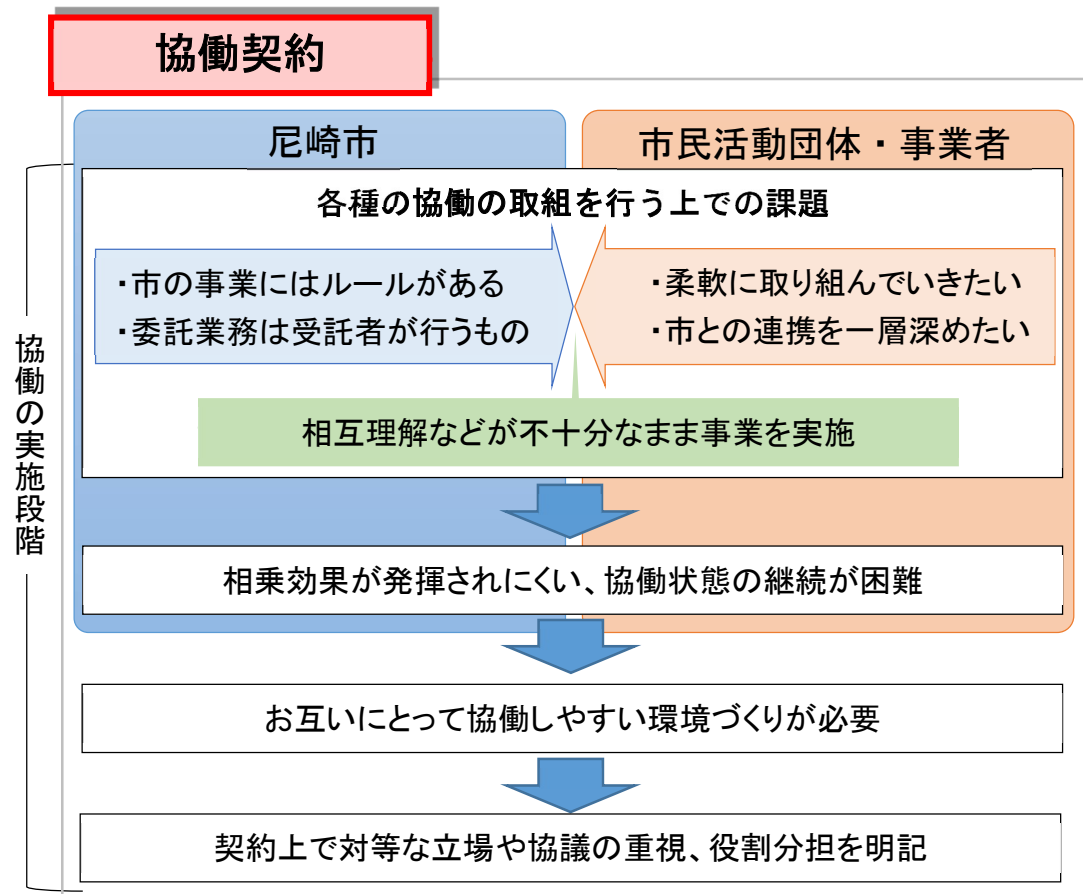 協働契約
尼崎市
市民活動団体・事業者
各種の協働の取組を行う上での課題
・市の事業にはルールがある
・委託業務は受託者が行うもの
・柔軟に取り組んでいきたい
・市との連携を一層深めたい
相互理解などが不十分なまま事業を実施
協働の実施段階
相乗効果が発揮されにくい、協働状態の継続が困難
お互いにとって協働しやすい環境づくりが必要
契約上で対等な立場や協議の重視、役割分担を明記